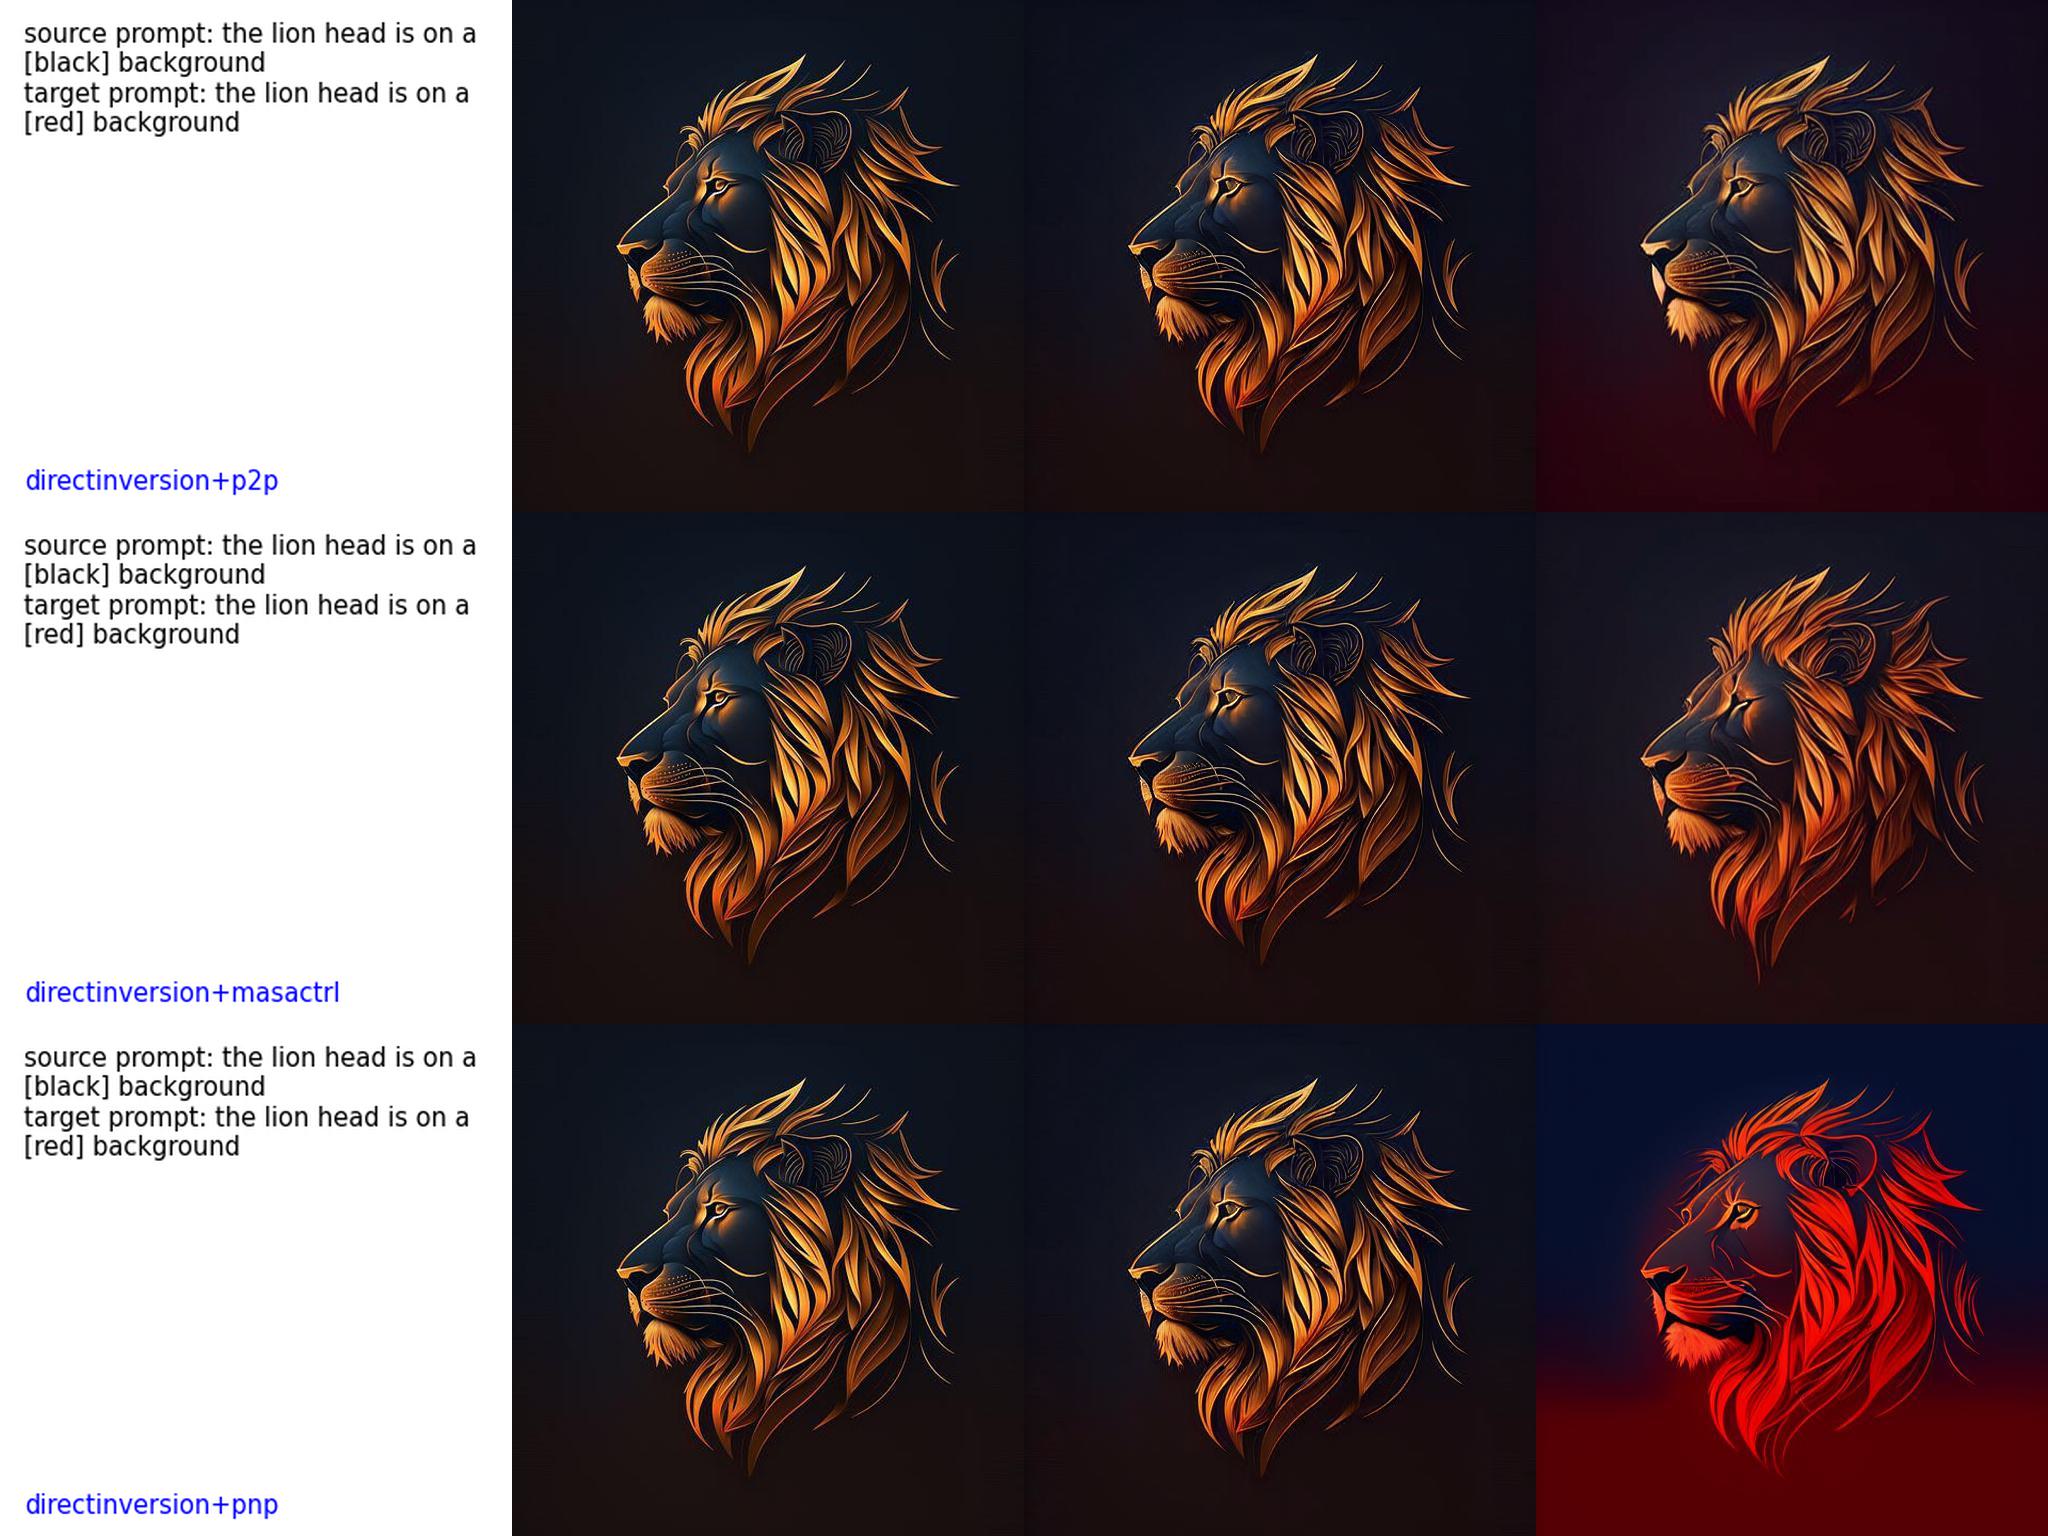 source prompt: the lion head is on a
[black] background
target prompt: the lion head is on a
[red] background
directinversion+p2p
source prompt: the lion head is on a
[black] background
target prompt: the lion head is on a
[red] background
directinversion+masactrl
source prompt: the lion head is on a
[black] background
target prompt: the lion head is on a
[red] background
directinversion+pnp